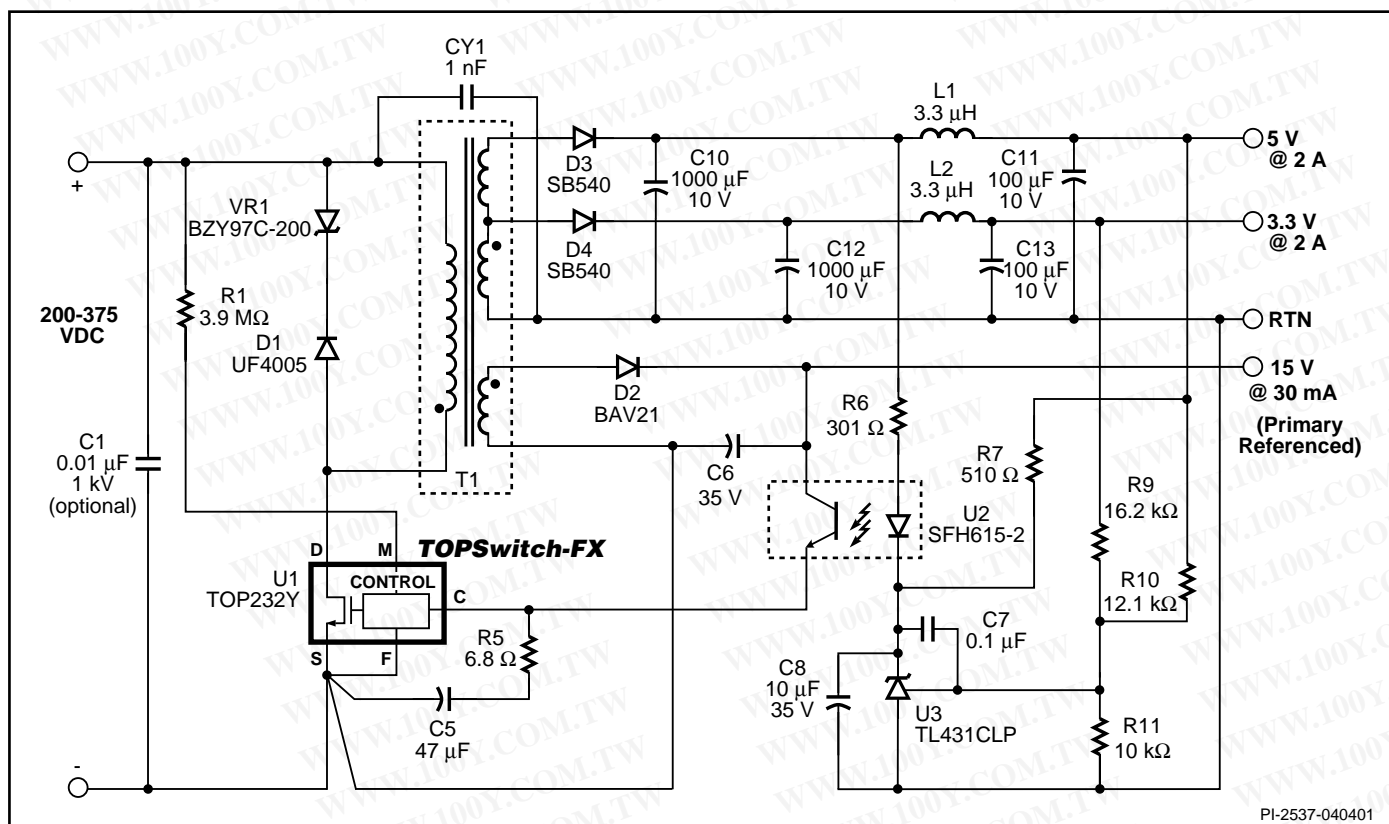 CY1
1 nF
L1
3.3 μH
5 V
@ 2 A
+
VR1
BZY97C-200
D3
SB540
C10
1000 μF
10 V
L2
3.3 μH
C11
100 μF
10 V
3.3 V
@ 2 A
D4
SB540
C12
1000 μF
10 V
C13
100 μF
10 V
200-375
VDC
R1
3.9 MΩ
D1
UF4005
RTN
15 V
@ 30 mA
(Primary
Referenced)
D2
BAV21
R6
301 Ω
C1
0.01 μF
1 kV
(optional)
T1
C6
35 V
R7
510 Ω
R9
16.2 kΩ
U2
SFH615-2
TOPSwitch-FX
D
M
U1
TOP232Y
CONTROL
C
S
F
R5
6.8 Ω
R10
12.1 kΩ
C7
0.1 μF
C8
10 μF
35 V
U3
TL431CLP
R11
10 kΩ
C5
47 μF
-
PI-2537-040401
WWW.100Y.COM.TW